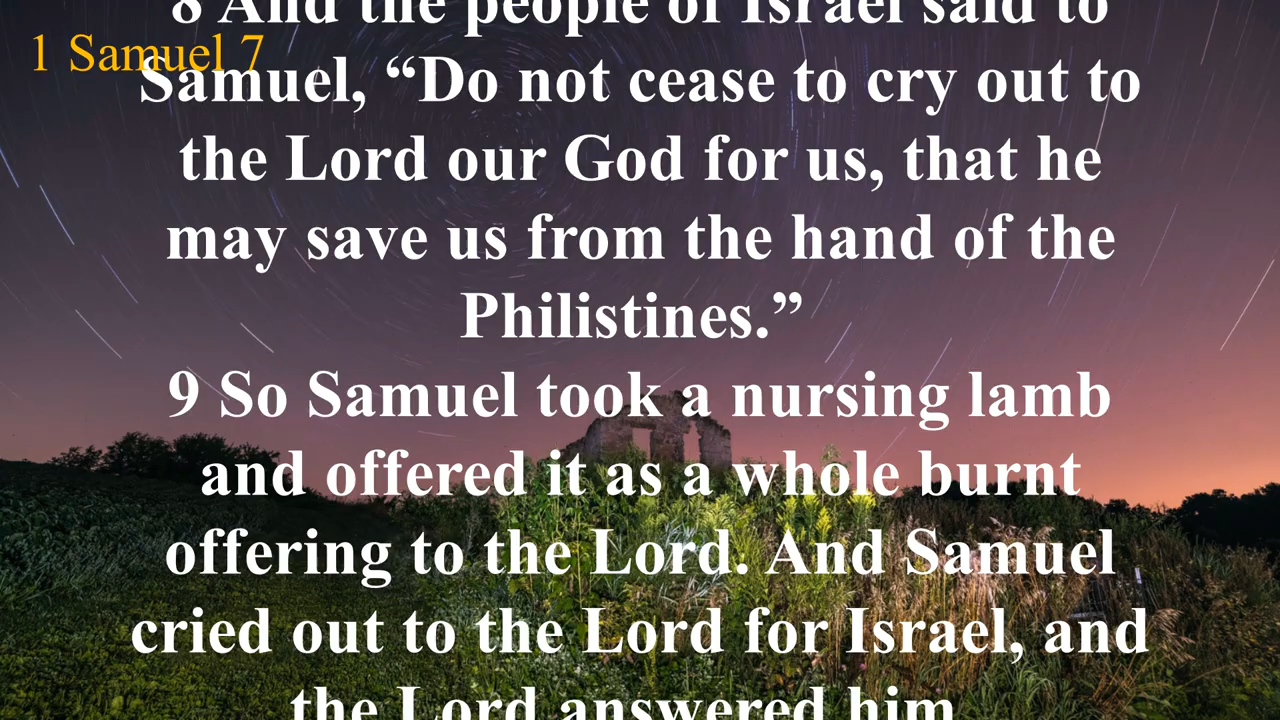 8 And the people of Israel said to
1 Samuel 7
Samuel, “Do not cease to cry out to
the Lord our God for us, that he
may save us from the hand of the
Philistines.”
9 So Samuel took a nursing lamb
and offered it as a whole burnt
offering to the Lord. And Samuel
cried out to the Lord for Israel, and
the Lord answered him